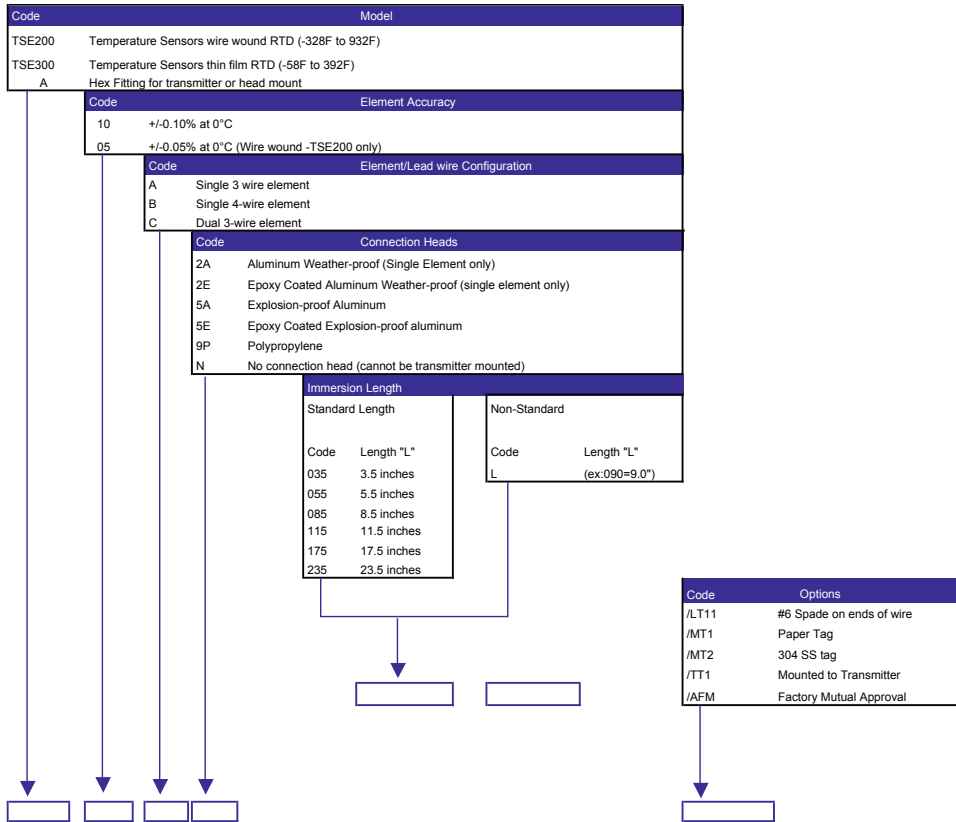 Code Model
TSE200 Temperature Sensors wire wound RTD (-328F to 932F)
TSE300 Temperature Sensors thin film RTD (-58F to 392F)
A Hex Fitting for transmitter or head mount
Code Element Accuracy
10 +/-0.10% at 0°C
05 +/-0.05% at 0°C (Wire wound -TSE200 only)
Code Element/Lead wire Configuration
A Single 3 wire element
B Single 4-wire element
C Dual 3-wire element
Code Connection Heads
2A Aluminum Weather-proof (Single Element only)
2E Epoxy Coated Aluminum Weather-proof (single element only)
5A Explosion-proof Aluminum
5E Epoxy Coated Explosion-proof aluminum
9P Polypropylene
N No connection head (cannot be transmitter mounted)
Immersion Length
Standard Length Non-Standard
Code Length "L" Code Length "L"
035 3.5 inches L (ex:090=9.0")
055 5.5 inches
085 8.5 inches
115 11.5 inches
175 17.5 inches
235 23.5 inches
Code Options
/LT11 #6 Spade on ends of wire
/MT1 Paper Tag
/MT2 304 SS tag
/TT1 Mounted to Transmitter
/AFM Factory Mutual Approval